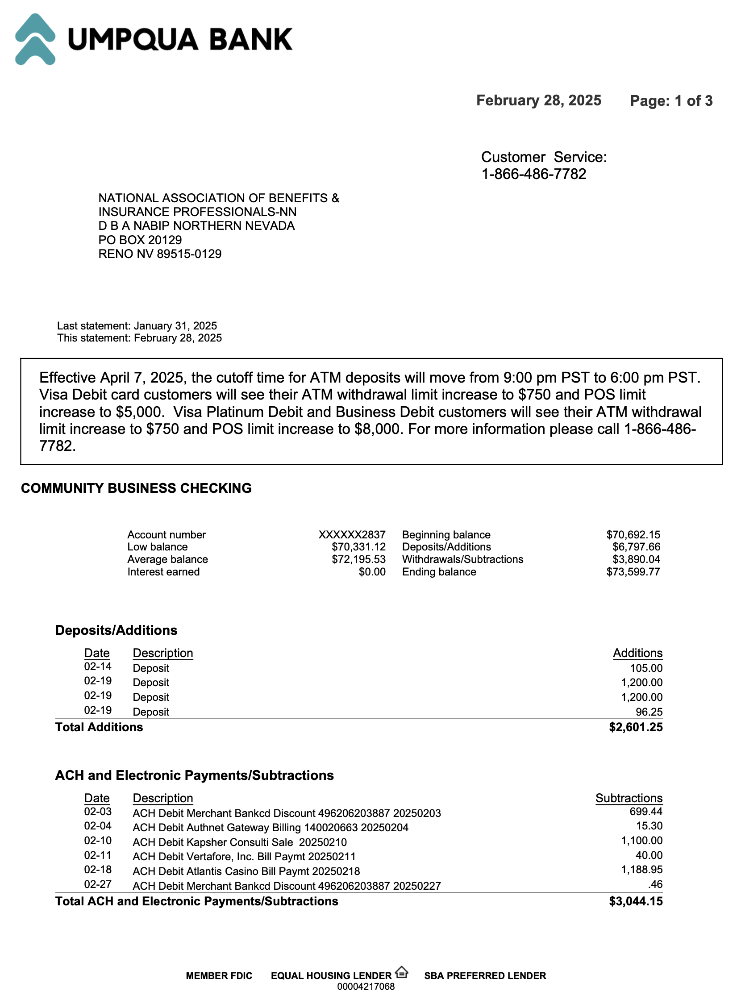 UMPQUA BANK
February 28, 2025 Page: 1 of 3
Customer Service:
1-866-486-7782
NATIONAL ASSOCIATION OF BENEFITS &
INSURANCE PROFESSIONALS-NN
D B A NABIP NORTHERN NEVADA
PO BOX 20129
RENO NV 89515-0129
Last statement: January 31, 2025
This statement: February 28, 2025
Effective April 7, 2025, the cutoff time for ATM deposits will move from 9:00 pm PST to 6:00 pm PST.
Visa Debit card customers will see their ATM withdrawal limit increase to $750 and POS limit
increase to $5,000. Visa Platinum Debit and Business Debit customers will see their ATM withdrawal
limit increase to $750 and POS limit increase to $8,000. For more information please call 1-866-486-
7782.
COMMUNITY BUSINESS CHECKING
Account number XXXXXX2837 Beginning balance $70,692.15
Low balance $70,331.12 Deposits/Additions $6,797.66
Average balance $72,195.53 Withdrawals/Subtractions $3,890.04
Interest earned $0.00 Ending balance $73,599.77
Deposits/Additions
Date Description Additions
02-14 Deposit 105.00
02-19 Deposit 1,200.00
02-19 Deposit 1,200.00
02-19 Deposit 96.25
Total Additions $2,601.25
ACH and Electronic Payments/Subtractions
Date Description Subtractions
02-03 ACH Debit Merchant Bankcd Discount 496206203887 20250203 699.44
02-04 ACH Debit Authnet Gateway Billing 140020663 20250204 15.30
02-10 ACH Debit Kapsher Consulti Sale 20250210 1,100.00
02-11 ACH Debit Vertafore, Inc. Bill Paymt 20250211 40.00
02-18 ACH Debit Atlantis Casino Bill Paymt 20250218 1,188.95
02-27 ACH Debit Merchant Bankcd Discount 496206203887 20250227 .46
Total ACH and Electronic Payments/Subtractions $3,044.15
MEMBER FDIC EQUAL HOUSING LENDER SBA PREFERRED LENDER
00004217068